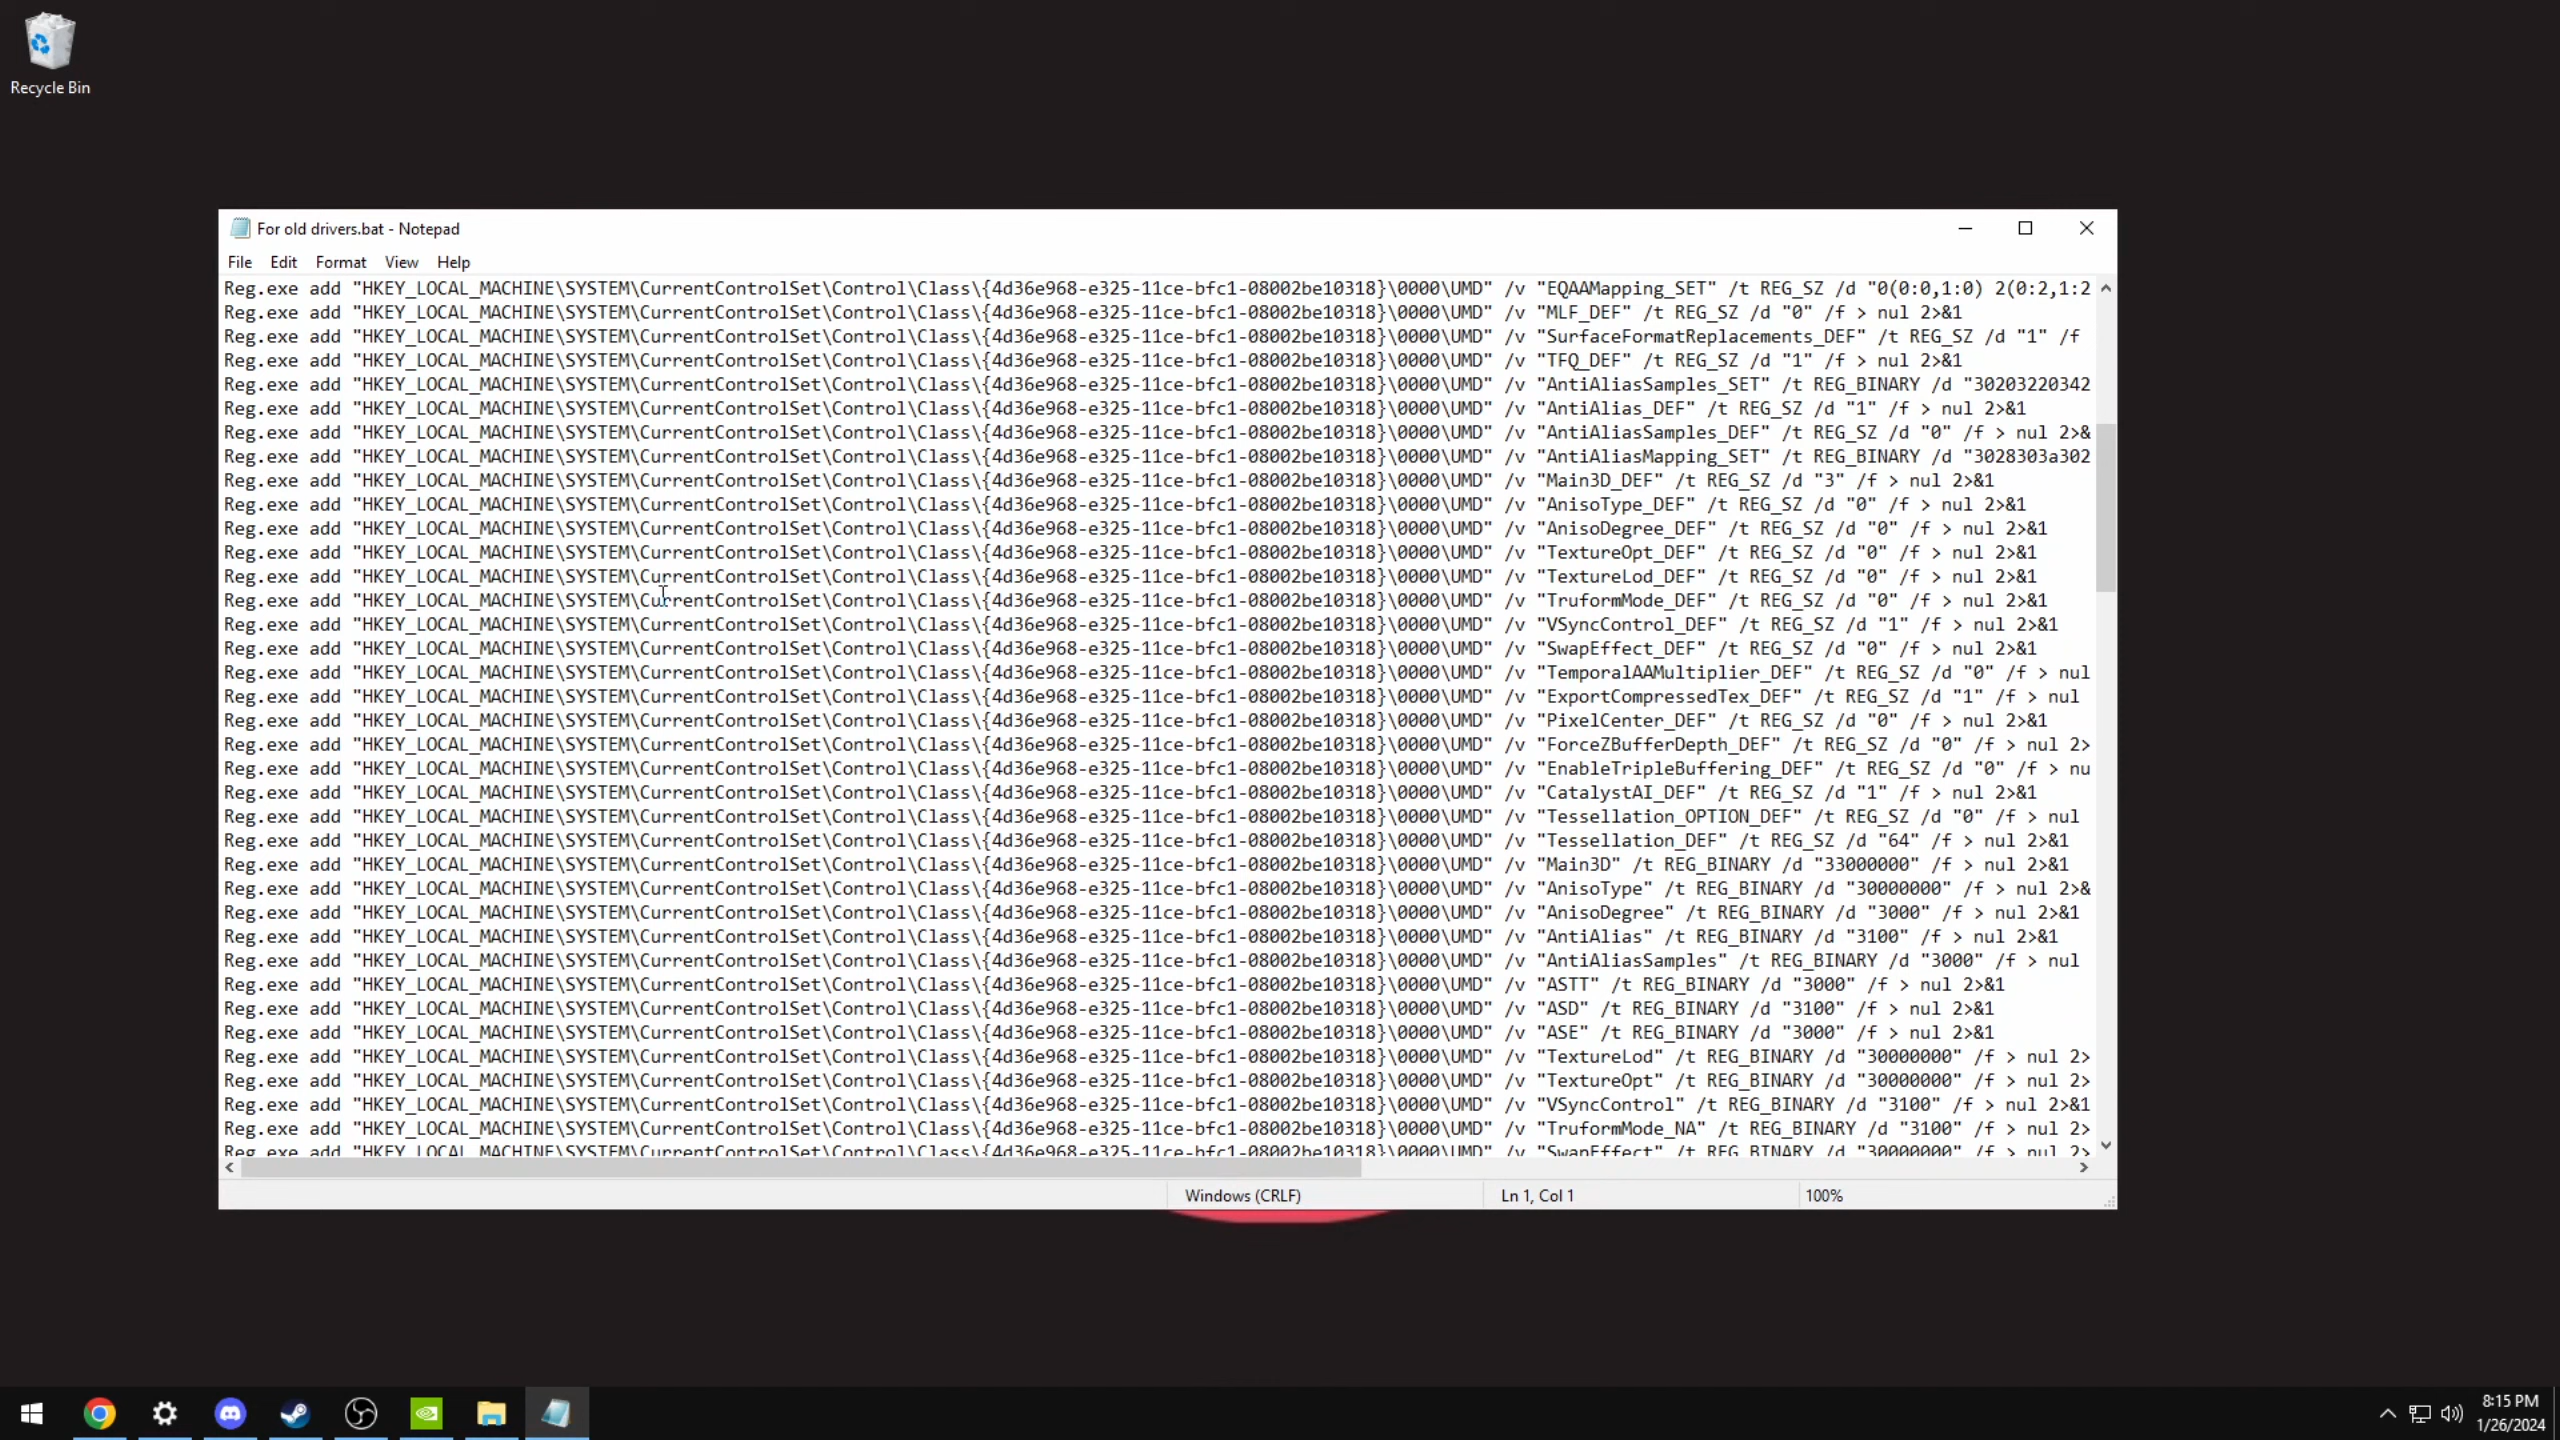 Recycle Bin
For old drivers.bat - Notepad
File Edit Format View Help
Reg.exe add "HKEY_LOCAL_MACHINE\SYSTEM\CurrentControlSet\Control\Class\{4d36e968-e325-11ce-bfc1-08002be10318}\0000\UMD" /v "EQAAMapping_SET" /t REG_SZ /d "0(0:0,1:0) 2(0:2,1:2
Reg.exe add "HKEY_LOCAL_MACHINE\SYSTEM\CurrentControlSet\Control\Class\{4d36e968-e325-11ce-bfc1-08002be10318}\0000\UMD" /v "MLF_DEF" /t REG_SZ /d "0" /f > nul 2>&1
Reg.exe add "HKEY_LOCAL_MACHINE\SYSTEM\CurrentControlSet\Control\Class\{4d36e968-e325-11ce-bfc1-08002be10318}\0000\UMD" /v "SurfaceFormatReplacements_DEF" /t REG_SZ /d "1" /f
Reg.exe add "HKEY_LOCAL_MACHINE\SYSTEM\CurrentControlSet\Control\Class\{4d36e968-e325-11ce-bfc1-08002be10318}\0000\UMD" /v "TFQ_DEF" /t REG_SZ /d "1" /f > nul 2>&1
Reg.exe add "HKEY_LOCAL_MACHINE\SYSTEM\CurrentControlSet\Control\Class\{4d36e968-e325-11ce-bfc1-08002be10318}\0000\UMD" /v "AntiAliasSamples_SET" /t REG_BINARY /d "30203220342
Reg.exe add "HKEY_LOCAL_MACHINE\SYSTEM\CurrentControlSet\Control\Class\{4d36e968-e325-11ce-bfc1-08002be10318}\0000\UMD" /v "AntiAlias_DEF" /t REG_SZ /d "1" /f > nul 2>&1
Reg.exe add "HKEY_LOCAL_MACHINE\SYSTEM\CurrentControlSet\Control\Class\{4d36e968-e325-11ce-bfc1-08002be10318}\0000\UMD" /v "AntiAliasSamples_DEF" /t REG_SZ /d "0" /f > nul 2>&
Reg.exe add "HKEY_LOCAL_MACHINE\SYSTEM\CurrentControlSet\Control\Class\{4d36e968-e325-11ce-bfc1-08002be10318}\0000\UMD" /v "AntiAliasMapping_SET" /t REG_BINARY /d "3028303a302
Reg.exe add "HKEY_LOCAL_MACHINE\SYSTEM\CurrentControlSet\Control\Class\{4d36e968-e325-11ce-bfc1-08002be10318}\0000\UMD" /v "Main3D_DEF" /t REG_SZ /d "3" /f > nul 2>&1
Reg.exe add "HKEY_LOCAL_MACHINE\SYSTEM\CurrentControlSet\Control\Class\{4d36e968-e325-11ce-bfc1-08002be10318}\0000\UMD" /v "AnisoType_DEF" /t REG_SZ /d "0" /f > nul 2>&1
Reg.exe add "HKEY_LOCAL_MACHINE\SYSTEM\CurrentControlSet\Control\Class\{4d36e968-e325-11ce-bfc1-08002be10318}\0000\UMD" /v "AnisoDegree_DEF" /t REG_SZ /d "0" /f > nul 2>&1
Reg.exe add "HKEY_LOCAL_MACHINE\SYSTEM\CurrentControlSet\Control\Class\{4d36e968-e325-11ce-bfc1-08002be10318}\0000\UMD" /v "TextureOpt_DEF" /t REG_SZ /d "0" /f > nul 2>&1
Reg.exe add "HKEY_LOCAL_MACHINE\SYSTEM\CurrentControlSet\Control\Class\{4d36e968-e325-11ce-bfc1-08002be10318}\0000\UMD" /v "TextureLod_DEF" /t REG_SZ /d "0" /f > nul 2>&1
Reg.exe add "HKEY_LOCAL_MACHINE\SYSTEM\CurrentControlSet\Control\Class\{4d36e968-e325-11ce-bfc1-08002be10318}\0000\UMD" /v "TruformMode_DEF" /t REG_SZ /d "0" /f > nul 2>&1
Reg.exe add "HKEY_LOCAL_MACHINE\SYSTEM\CurrentControlSet\Control\Class\{4d36e968-e325-11ce-bfc1-08002be10318}\0000\UMD" /v "VSyncControl_DEF" /t REG_SZ /d "1" /f > nul 2>&1
Reg.exe add "HKEY_LOCAL_MACHINE\SYSTEM\CurrentControlSet\Control\Class\{4d36e968-e325-11ce-bfc1-08002be10318}\0000\UMD" /v "SwapEffect_DEF" /t REG_SZ /d "0" /f > nul 2>&1
Reg.exe add "HKEY_LOCAL_MACHINE\SYSTEM\CurrentControlSet\Control\Class\{4d36e968-e325-11ce-bfc1-08002be10318}\0000\UMD" /v "TemporalAAMultiplier_DEF" /t REG_SZ /d "0" /f > nul
Reg.exe add "HKEY_LOCAL_MACHINE\SYSTEM\CurrentControlSet\Control\Class\{4d36e968-e325-11ce-bfc1-08002be10318}\0000\UMD" /v "ExportCompressedTex_DEF" /t REG_SZ /d "1" /f > nul
Reg.exe add "HKEY_LOCAL_MACHINE\SYSTEM\CurrentControlSet\Control\Class\{4d36e968-e325-11ce-bfc1-08002be10318}\0000\UMD" /v "PixelCenter_DEF" /t REG_SZ /d "0" /f > nul 2>&1
Reg.exe add "HKEY_LOCAL_MACHINE\SYSTEM\CurrentControlSet\Control\Class\{4d36e968-e325-11ce-bfc1-08002be10318}\0000\UMD" /v "ForceZBufferDepth_DEF" /t REG_SZ /d "0" /f > nul 2>
Reg.exe add "HKEY_LOCAL_MACHINE\SYSTEM\CurrentControlSet\Control\Class\{4d36e968-e325-11ce-bfc1-08002be10318}\0000\UMD" /v "EnableTripleBuffering_DEF" /t REG_SZ /d "0" /f > nu
Reg.exe add "HKEY_LOCAL_MACHINE\SYSTEM\CurrentControlSet\Control\Class\{4d36e968-e325-11ce-bfc1-08002be10318}\0000\UMD" /v "CatalystAI_DEF" /t REG_SZ /d "1" /f > nul 2>&1
Reg.exe add "HKEY_LOCAL_MACHINE\SYSTEM\CurrentControlSet\Control\Class\{4d36e968-e325-11ce-bfc1-08002be10318}\0000\UMD" /v "Tessellation_OPTION_DEF" /t REG_SZ /d "0" /f > nul
Reg.exe add "HKEY_LOCAL_MACHINE\SYSTEM\CurrentControlSet\Control\Class\{4d36e968-e325-11ce-bfc1-08002be10318}\0000\UMD" /v "Tessellation_DEF" /t REG_SZ /d "64" /f > nul 2>&1
Reg.exe add "HKEY_LOCAL_MACHINE\SYSTEM\CurrentControlSet\Control\Class\{4d36e968-e325-11ce-bfc1-08002be10318}\0000\UMD" /v "Main3D" /t REG_BINARY /d "33000000" /f > nul 2>&1
Reg.exe add "HKEY_LOCAL_MACHINE\SYSTEM\CurrentControlSet\Control\Class\{4d36e968-e325-11ce-bfc1-08002be10318}\0000\UMD" /v "AnisoType" /t REG_BINARY /d "30000000" /f > nul 2>&
Reg.exe add "HKEY_LOCAL_MACHINE\SYSTEM\CurrentControlSet\Control\Class\{4d36e968-e325-11ce-bfc1-08002be10318}\0000\UMD" /v "AnisoDegree" /t REG_BINARY /d "3000" /f > nul 2>&1
Reg.exe add "HKEY_LOCAL_MACHINE\SYSTEM\CurrentControlSet\Control\Class\{4d36e968-e325-11ce-bfc1-08002be10318}\0000\UMD" /v "AntiAlias" /t REG_BINARY /d "3100" /f > nul 2>&1
Reg.exe add "HKEY_LOCAL_MACHINE\SYSTEM\CurrentControlSet\Control\Class\{4d36e968-e325-11ce-bfc1-08002be10318}\0000\UMD" /v "AntiAliasSamples" /t REG_BINARY /d "3000" /f > nul
Reg.exe add "HKEY_LOCAL_MACHINE\SYSTEM\CurrentControlSet\Control\Class\{4d36e968-e325-11ce-bfc1-08002be10318}\0000\UMD" /v "ASTT" /t REG_BINARY /d "3000" /f > nul 2>&1
Reg.exe add "HKEY_LOCAL_MACHINE\SYSTEM\CurrentControlSet\Control\Class\{4d36e968-e325-11ce-bfc1-08002be10318}\0000\UMD" /v "ASD" /t REG_BINARY /d "3100" /f > nul 2>&1
Reg.exe add "HKEY_LOCAL_MACHINE\SYSTEM\CurrentControlSet\Control\Class\{4d36e968-e325-11ce-bfc1-08002be10318}\0000\UMD" /v "ASE" /t REG_BINARY /d "3000" /f > nul 2>&1
Reg.exe add "HKEY_LOCAL_MACHINE\SYSTEM\CurrentControlSet\Control\Class\{4d36e968-e325-11ce-bfc1-08002be10318}\0000\UMD" /v "TextureLod" /t REG_BINARY /d "30000000" /f > nul 2>
Reg.exe add "HKEY_LOCAL_MACHINE\SYSTEM\CurrentControlSet\Control\Class\{4d36e968-e325-11ce-bfc1-08002be10318}\0000\UMD" /v "TextureOpt" /t REG_BINARY /d "30000000" /f > nul 2>
Reg.exe add "HKEY_LOCAL_MACHINE\SYSTEM\CurrentControlSet\Control\Class\{4d36e968-e325-11ce-bfc1-08002be10318}\0000\UMD" /v "VSyncControl" /t REG_BINARY /d "3100" /f > nul 2>&1
Reg.exe add "HKEY_LOCAL_MACHINE\SYSTEM\CurrentControlSet\Control\Class\{4d36e968-e325-11ce-bfc1-08002be10318}\0000\UMD" /v "TruformMode_NA" /t REG_BINARY /d "3100" /f > nul 2>
Reg.exe add "HKEY_LOCAL_MACHINE\SYSTEM\CurrentControlSet\Control\Class\{4d36e968-e325-11ce-bfc1-08002be10318}\0000\UMD" /v "SwapEffect" /t REG_BINARY /d "30000000" /f > nul 2>
Windows (CRLF) Ln 1, Col 1 100%
8:15 PM
1/26/2024